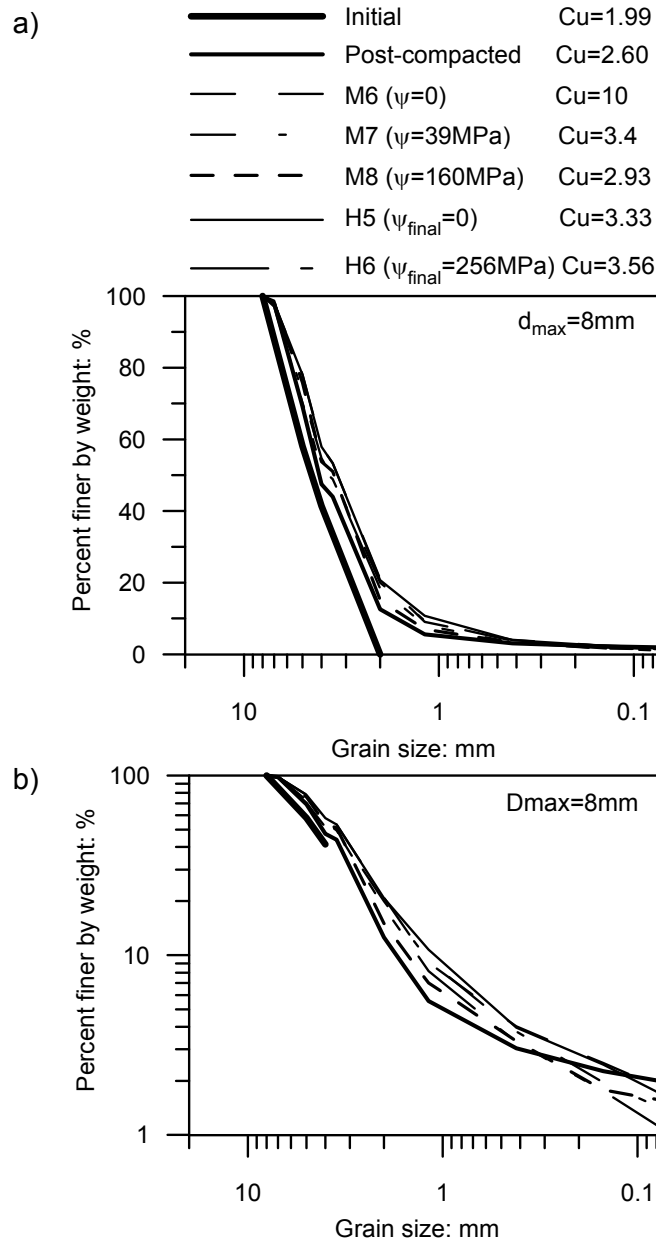 a)
Initial Cu=1.99
Post-compacted Cu=2.60
M6 (ψ=0) Cu=10
M7 (ψ=39MPa) Cu=3.4
M8 (ψ=160MPa) Cu=2.93
H5 (ψfinal=0) Cu=3.33
H6 (ψfinal=256MPa) Cu=3.56
dmax=8mm
Percent finer by weight: %
100
80
60
40
20
0
10 1 0.1
Grain size: mm
b)
Dmax=8mm
Percent finer by weight: %
100
10
1
10 1 0.1
Grain size: mm